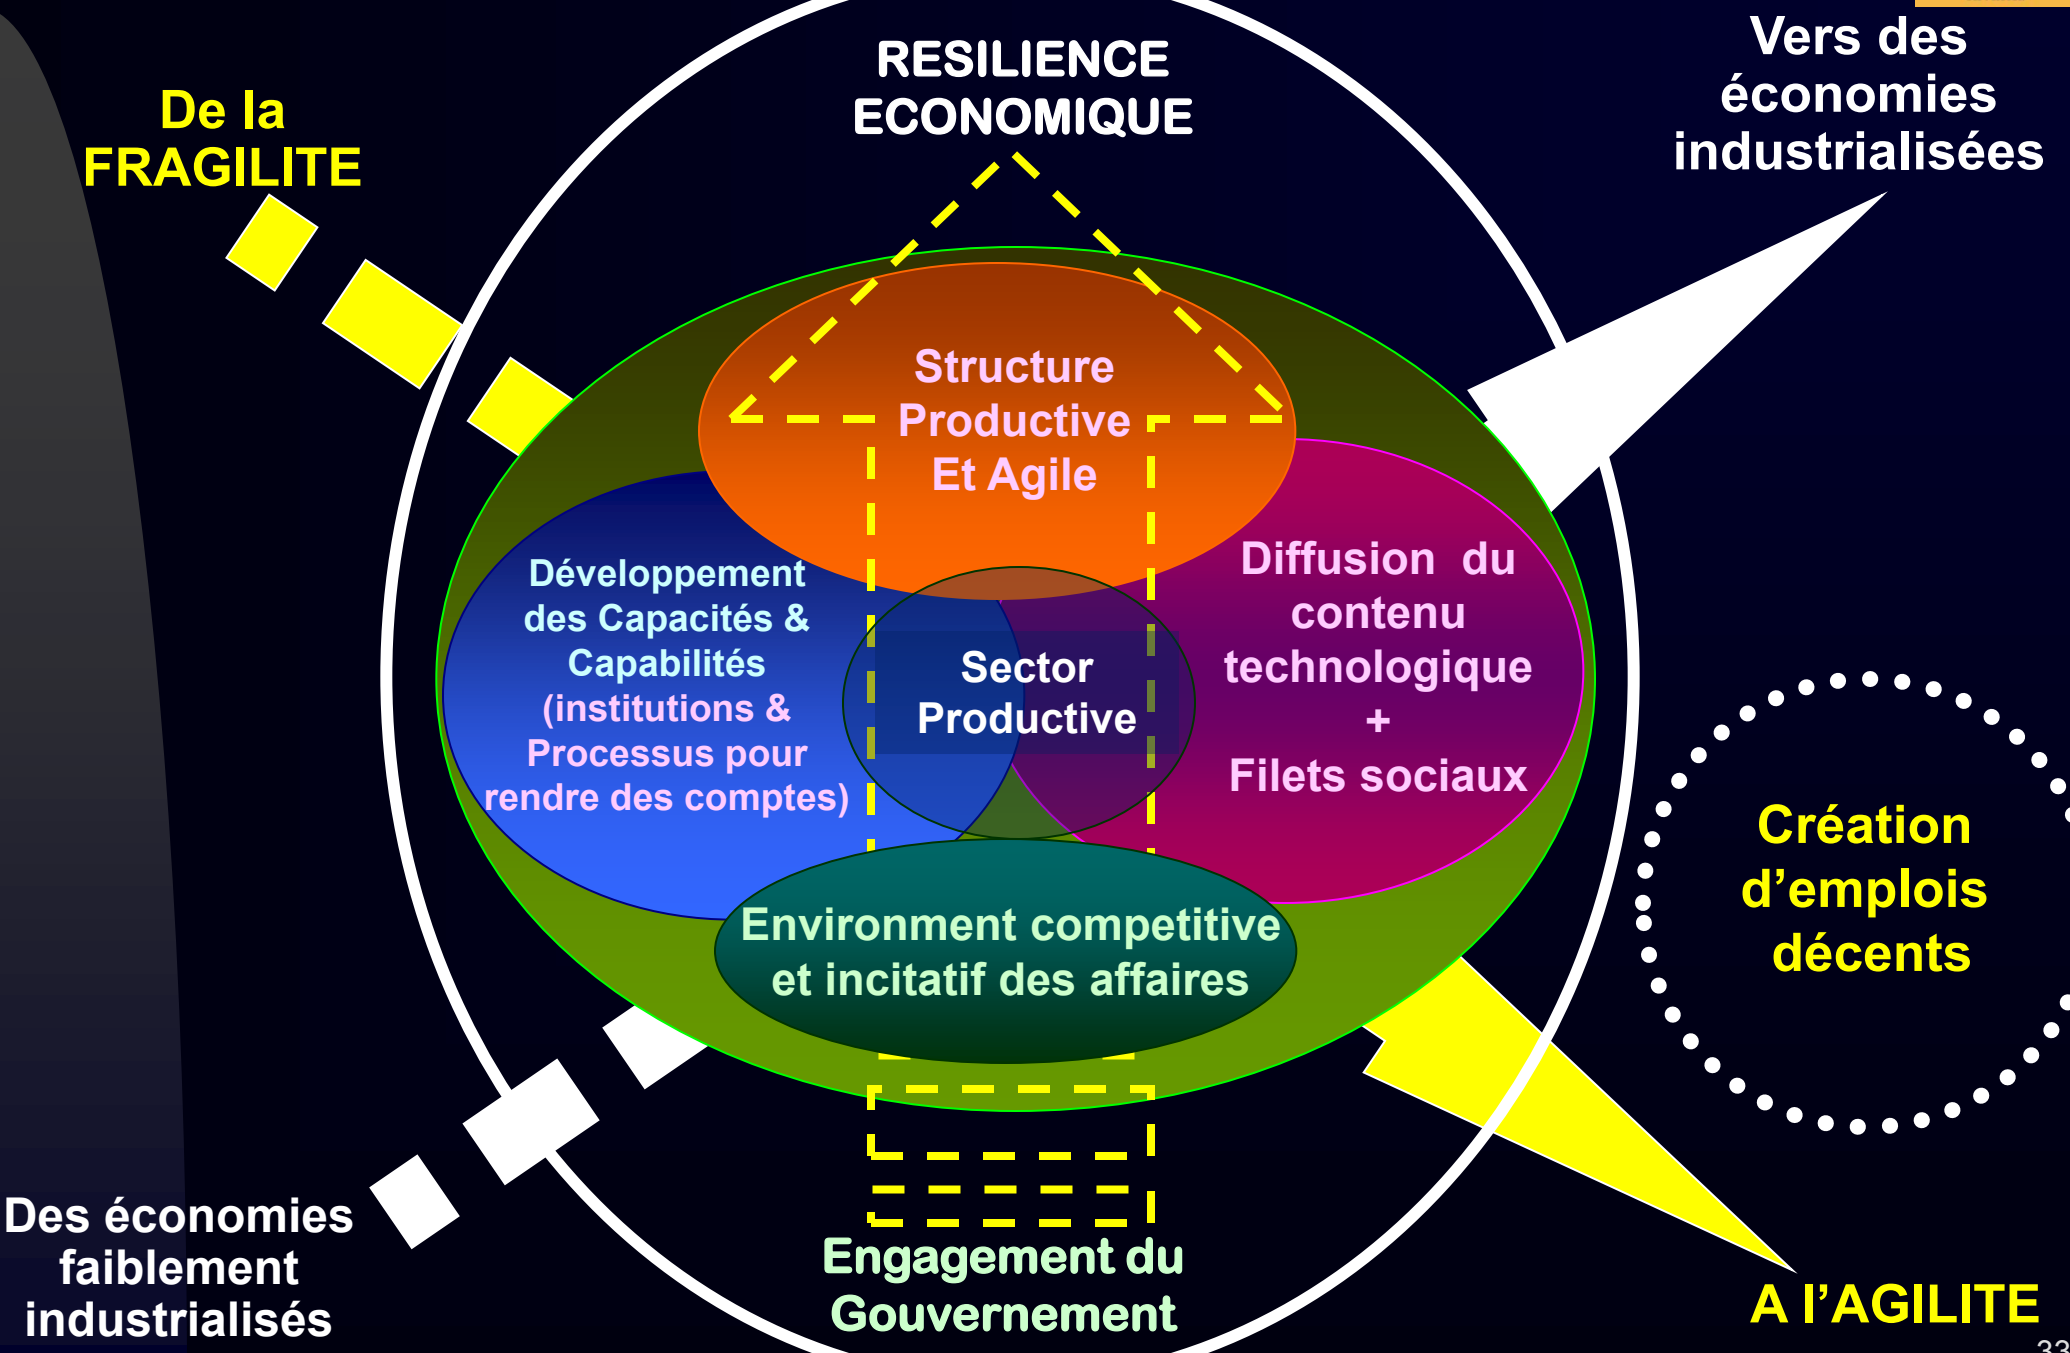 RESILIENCE
ECONOMIQUE
De la
FRAGILITE
Vers des
économies
industrialisées
Structure
Productive
Et Agile
Développement
des Capacités &
Capabilités
(institutions &
Processus pour
rendre des comptes)
Sector
Productive
Diffusion du
contenu
technologique
+
Filets sociaux
Création
d’emplois
décents
Environment competitive
et incitatif des affaires
Des économies
faiblement
industrialisés
Engagement du
Gouvernement
A l’AGILITE
33